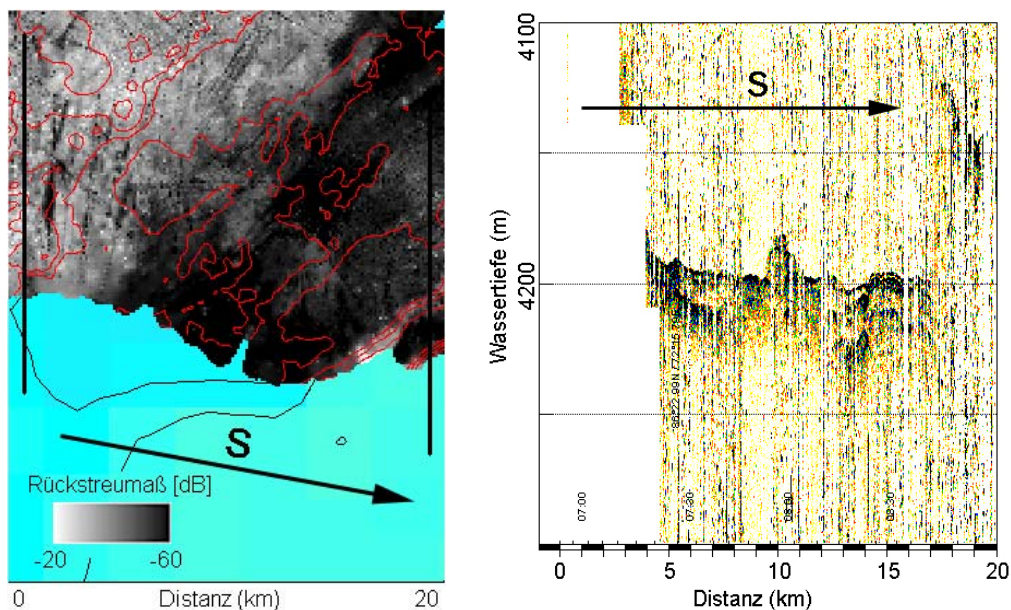 S
Rückstreumaß [dB]
-20 -60
0 Distanz (km) 20
4100
S
Wassertiefe (m)
4200
07:00
07:30
08:00
08:30
0 5 10 15 20
Distanz (km)